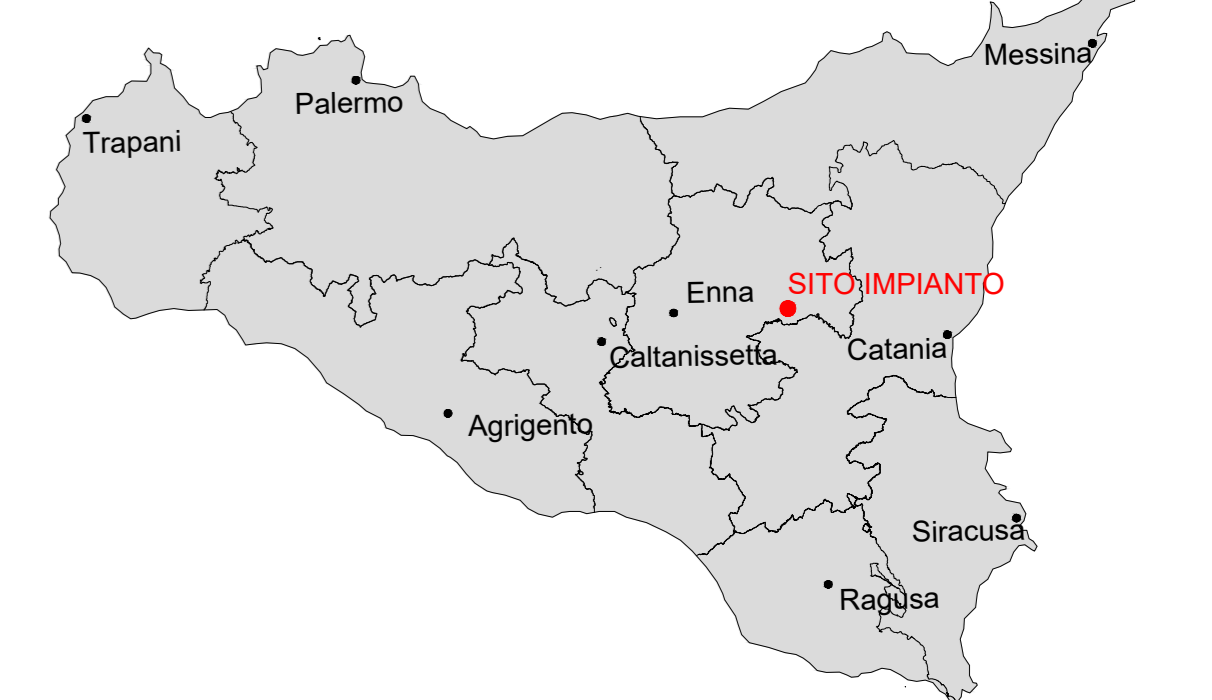 Messina
Palermo
Trapani
SITO IMPIANTO
Enna
Catania
Caltanissetta
Agrigento
Siracusa
Ragusa